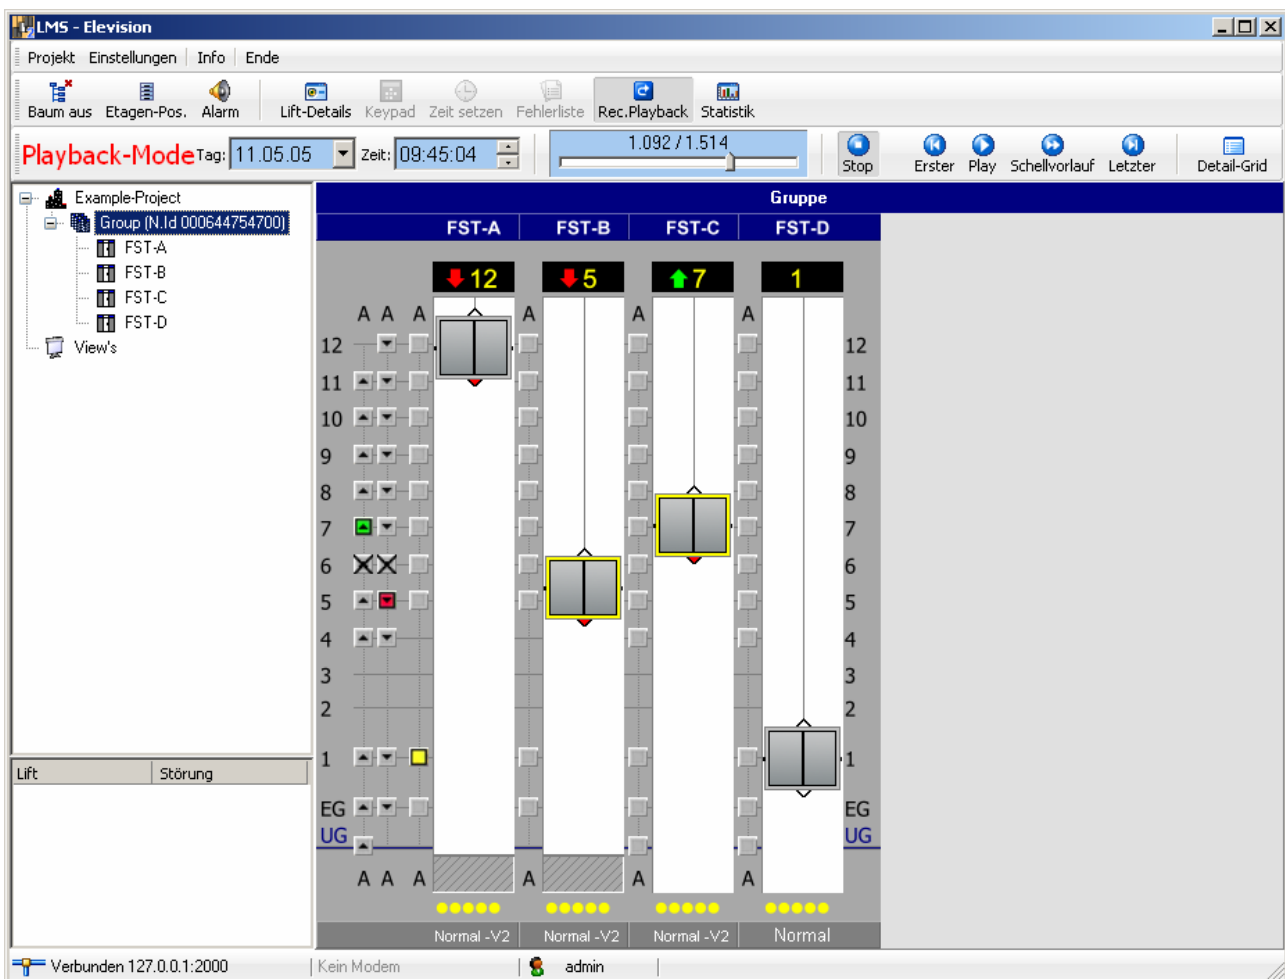 LMS - Elevision
Projekt Einstellungen Info Ende
Baum aus Etagen-Pos. Alarm Lift-Details Keypad Zeit setzen Fehlerliste Rec.Playback Statistik
Playback-Mode Tag: 11.05.05 Zeit: 09:45:04 1.092 / 1.514 Stop Erster Play Schellvorlauf Letzter Detail-Grid
Example-Project
Group (N.Id 000644754700)
FST-A
FST-B
FST-C
FST-D
View's
Lift Störung
Gruppe
FST-A FST-B FST-C FST-D
12 5 7 1
A A A A A A
12 12
11 11
10 10
9 9
8 8
7 7
6 6
5 5
4 4
3 3
2 2
1 1
EG EG
UG UG
A A A A A A
Normal -V2 Normal -V2 Normal -V2 Normal
Verbunden 127.0.0.1:2000 Kein Modem admin